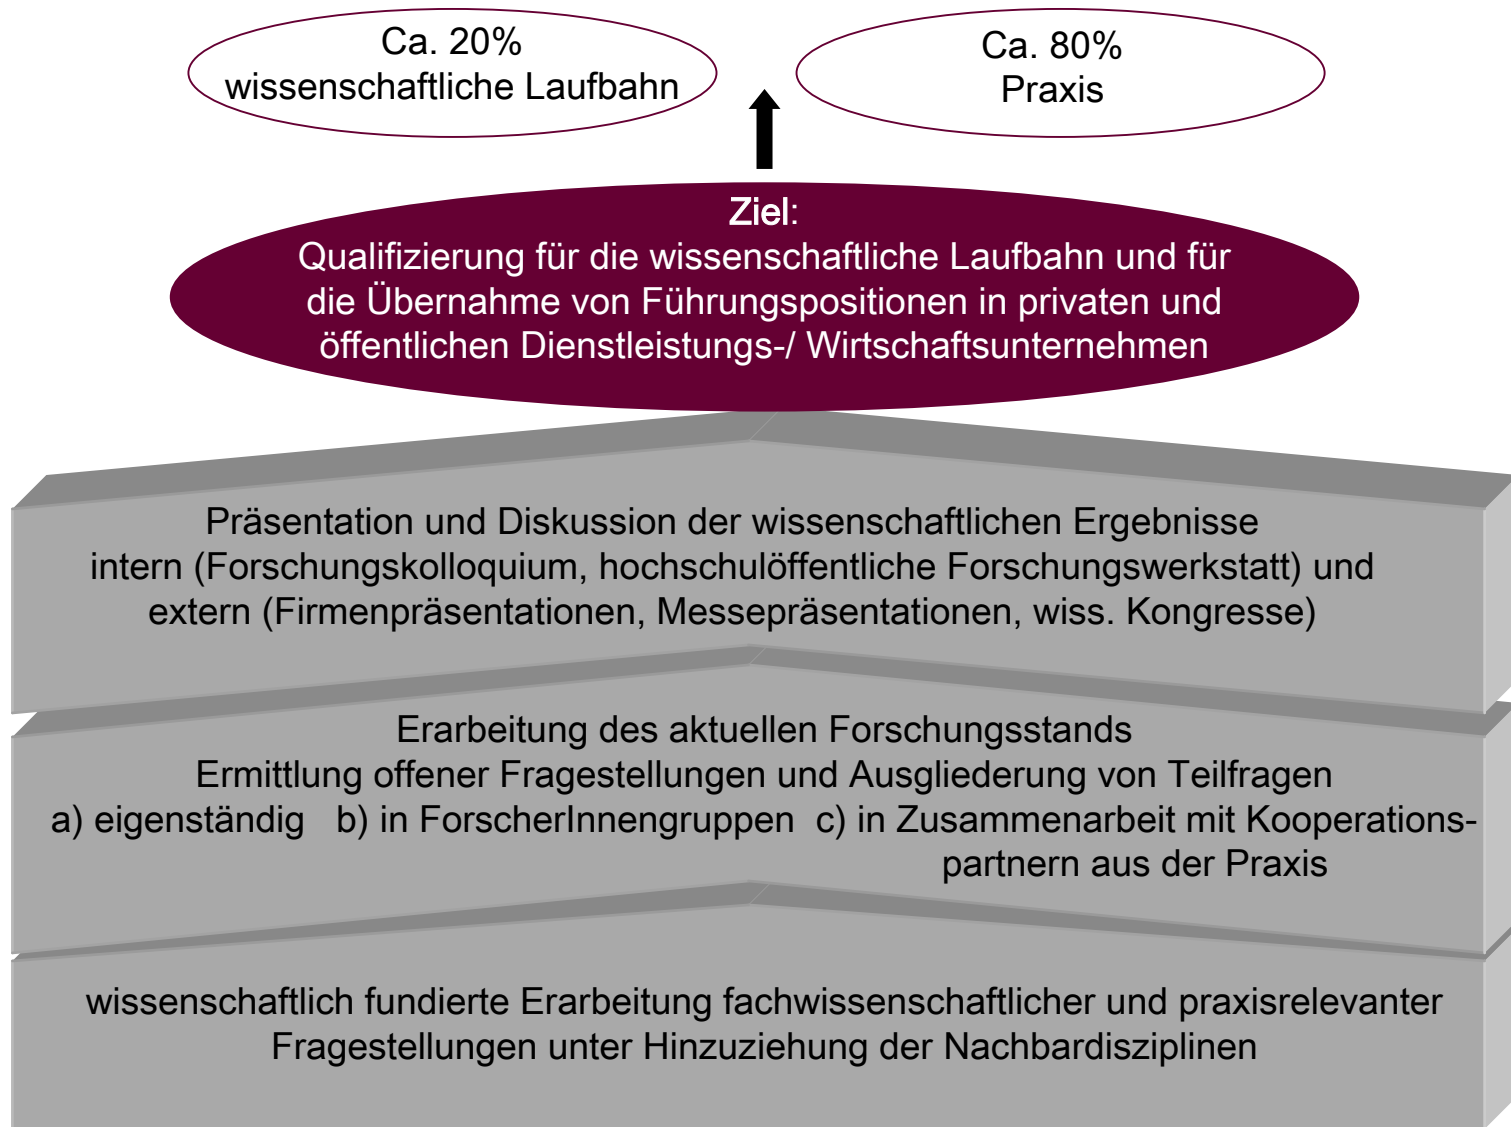 Ca. 20%
wissenschaftliche Laufbahn
Ca. 80%
Praxis
Ziel:
Qualifizierung für die wissenschaftliche Laufbahn und für
die Übernahme von Führungspositionen in privaten und
öffentlichen Dienstleistungs-/ Wirtschaftsunternehmen
Präsentation und Diskussion der wissenschaftlichen Ergebnisse
intern (Forschungskolloquium, hochschulöffentliche Forschungswerkstatt) und
extern (Firmenpräsentationen, Messepräsentationen, wiss. Kongresse)
Erarbeitung des aktuellen Forschungsstands
Ermittlung offener Fragestellungen und Ausgliederung von Teilfragen
a) eigenständig b) in ForscherInnengruppen c) in Zusammenarbeit mit Kooperations-
partnern aus der Praxis
wissenschaftlich fundierte Erarbeitung fachwissenschaftlicher und praxisrelevanter
Fragestellungen unter Hinzuziehung der Nachbardisziplinen